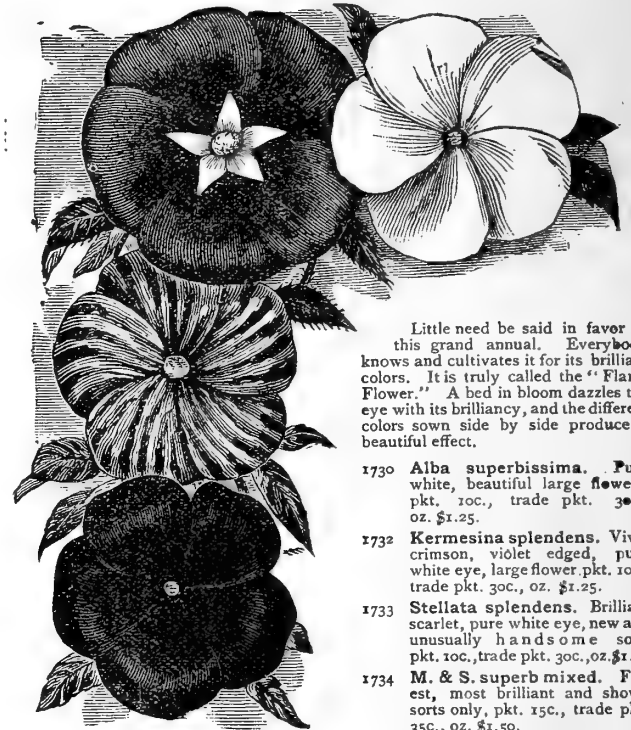 Little need be said in favor
this grand annual. Everyboo
knows and cultivates it for its brillia
colors. It is truly called the "Flan
Flower." A bed in bloom dazzles t
eye with its brilliancy, and the differe
colors sown side by side produce
beautiful effect.
1730 Alba superbissima. Pu
white, beautiful large flowe
pkt. 10c., trade pkt. 30
oz. $1.25.
1732 Kermesina splendens. Viv
crimson, violet edged, pu
white eye, large flower. pkt. 10
trade pkt. 30c., oz. $1.25.
1733 Stellata splendens. Brillia
scarlet, pure white eye, new a
unusually handsome so
pkt. 10c., trade pkt. 30c., oz. $1.
1734 M. & S. superb mixed. F
est, most brilliant and show
sorts only, pkt. 15c., trade pl
35c., oz. $1.50.